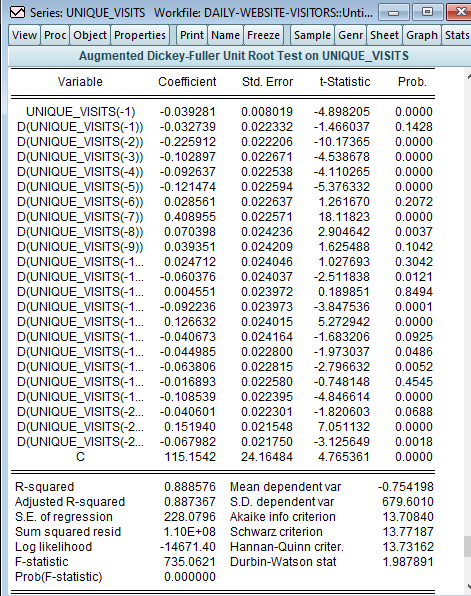 Series: UNIQUE_VISITS Workfile: DAILY-WEBSITE-VISITORS::Unti...
View Proc Object Properties Print Name Freeze Sample Genr Sheet Graph Stats
Augmented Dickey-Fuller Unit Root Test on UNIQUE_VISITS
Variable Coefficient Std. Error t-Statistic Prob.
UNIQUE_VISITS(-1) -0.039281 0.008019 -4.898205 0.0000
D(UNIQUE_VISITS(-1)) -0.032739 0.022332 -1.466037 0.1428
D(UNIQUE_VISITS(-2)) -0.225912 0.022206 -10.17365 0.0000
D(UNIQUE_VISITS(-3)) -0.102897 0.022671 -4.538678 0.0000
D(UNIQUE_VISITS(-4)) -0.092637 0.022538 -4.110265 0.0000
D(UNIQUE_VISITS(-5)) -0.121474 0.022594 -5.376332 0.0000
D(UNIQUE_VISITS(-6)) 0.028561 0.022637 1.261670 0.2072
D(UNIQUE_VISITS(-7)) 0.408955 0.022571 18.11823 0.0000
D(UNIQUE_VISITS(-8)) 0.070398 0.024236 2.904642 0.0037
D(UNIQUE_VISITS(-9)) 0.039351 0.024209 1.625488 0.1042
D(UNIQUE_VISITS(-1... 0.024712 0.024046 1.027693 0.3042
D(UNIQUE_VISITS(-1... -0.060376 0.024037 -2.511838 0.0121
D(UNIQUE_VISITS(-1... 0.004551 0.023972 0.189851 0.8494
D(UNIQUE_VISITS(-1... -0.092236 0.023973 -3.847536 0.0001
D(UNIQUE_VISITS(-1... 0.126632 0.024015 5.272942 0.0000
D(UNIQUE_VISITS(-1... -0.040673 0.024164 -1.683206 0.0925
D(UNIQUE_VISITS(-1... -0.044985 0.022800 -1.973037 0.0486
D(UNIQUE_VISITS(-1... -0.063806 0.022815 -2.796632 0.0052
D(UNIQUE_VISITS(-1... -0.016893 0.022580 -0.748148 0.4545
D(UNIQUE_VISITS(-1... -0.108539 0.022395 -4.846614 0.0000
D(UNIQUE_VISITS(-2... -0.040601 0.022301 -1.820603 0.0688
D(UNIQUE_VISITS(-2... 0.151940 0.021548 7.051132 0.0000
D(UNIQUE_VISITS(-2... -0.067982 0.021750 -3.125649 0.0018
C 115.1542 24.16484 4.765361 0.0000
R-squared 0.888576 Mean dependent var -0.754198
Adjusted R-squared 0.887367 S.D. dependent var 679.6010
S.E. of regression 228.0796 Akaike info criterion 13.70840
Sum squared resid 1.10E+08 Schwarz criterion 13.77187
Log likelihood -14671.40 Hannan-Quinn criter. 13.73162
F-statistic 735.0621 Durbin-Watson stat 1.987891
Prob(F-statistic) 0.000000